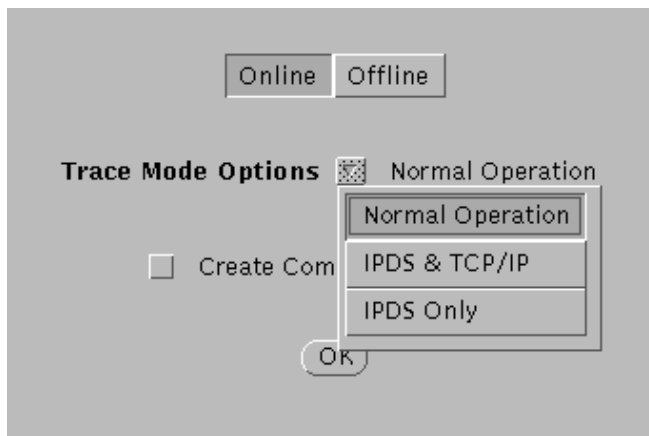 Online Offline
Trace Mode Options Normal Operation
Normal Operation
IPDS & TCP/IP
Create Com
IPDS Only
OK